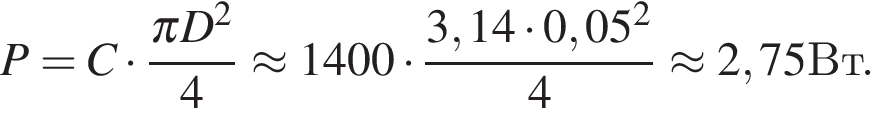 P = C · πD²/4 ≈ 1400 · 3,14 · 0,05²/4 ≈ 2,75Вт.